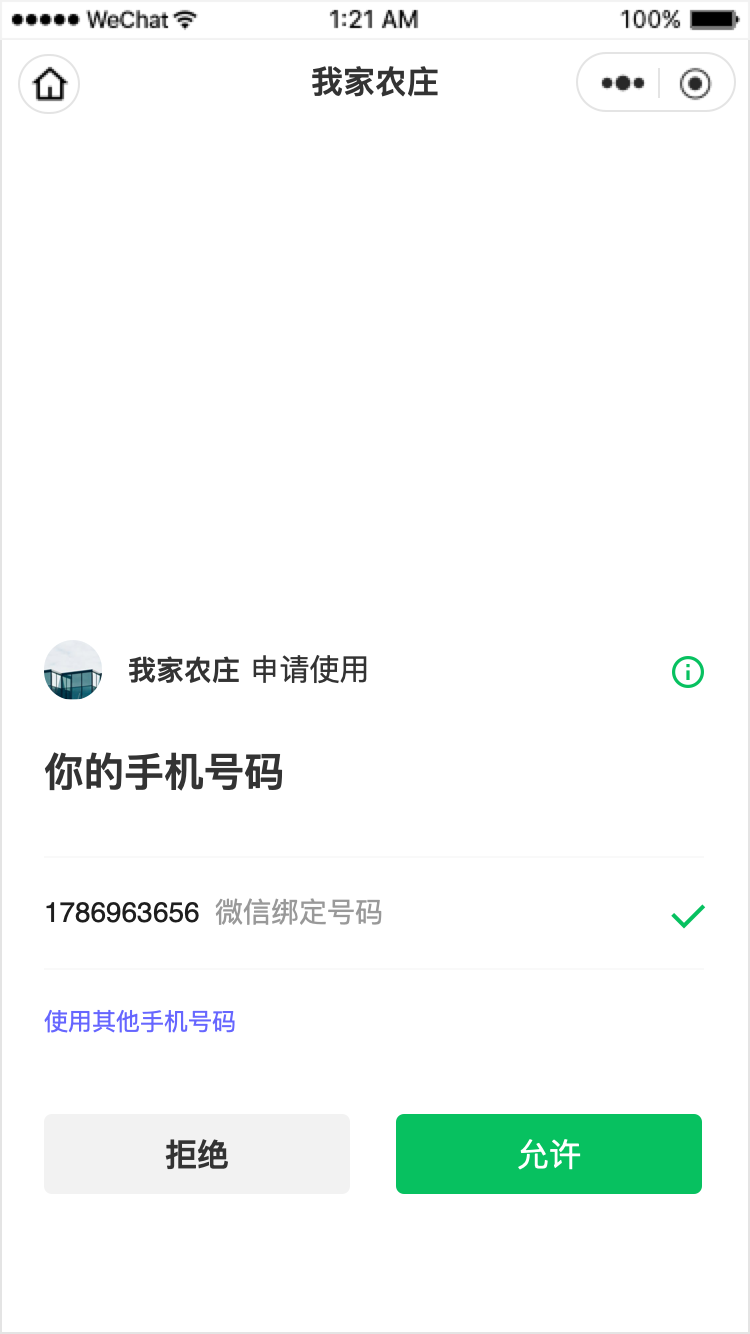 WeChat 1:21 AM 100%
我家农庄
我家农庄 申请使用
你的手机号码
1786963656 微信绑定号码
使用其他手机号码
拒绝 允许